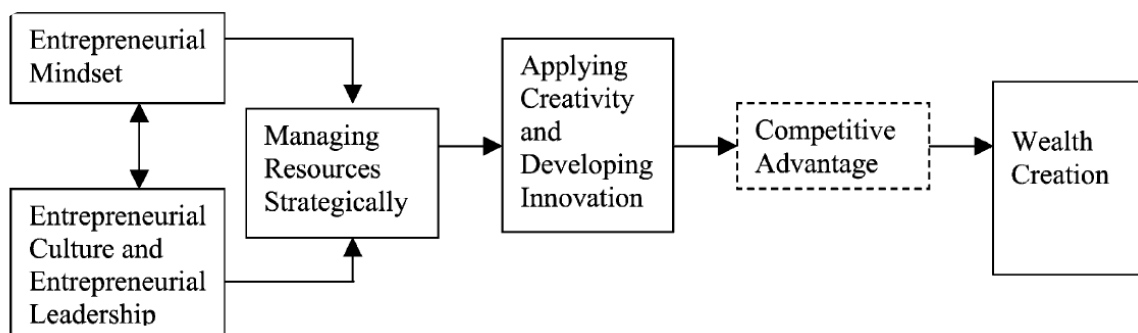 Entrepreneurial
Mindset
Entrepreneurial
Culture and
Entrepreneurial
Leadership
Managing
Resources
Strategically
Applying
Creativity
and
Developing
Innovation
Competitive
Advantage
Wealth
Creation